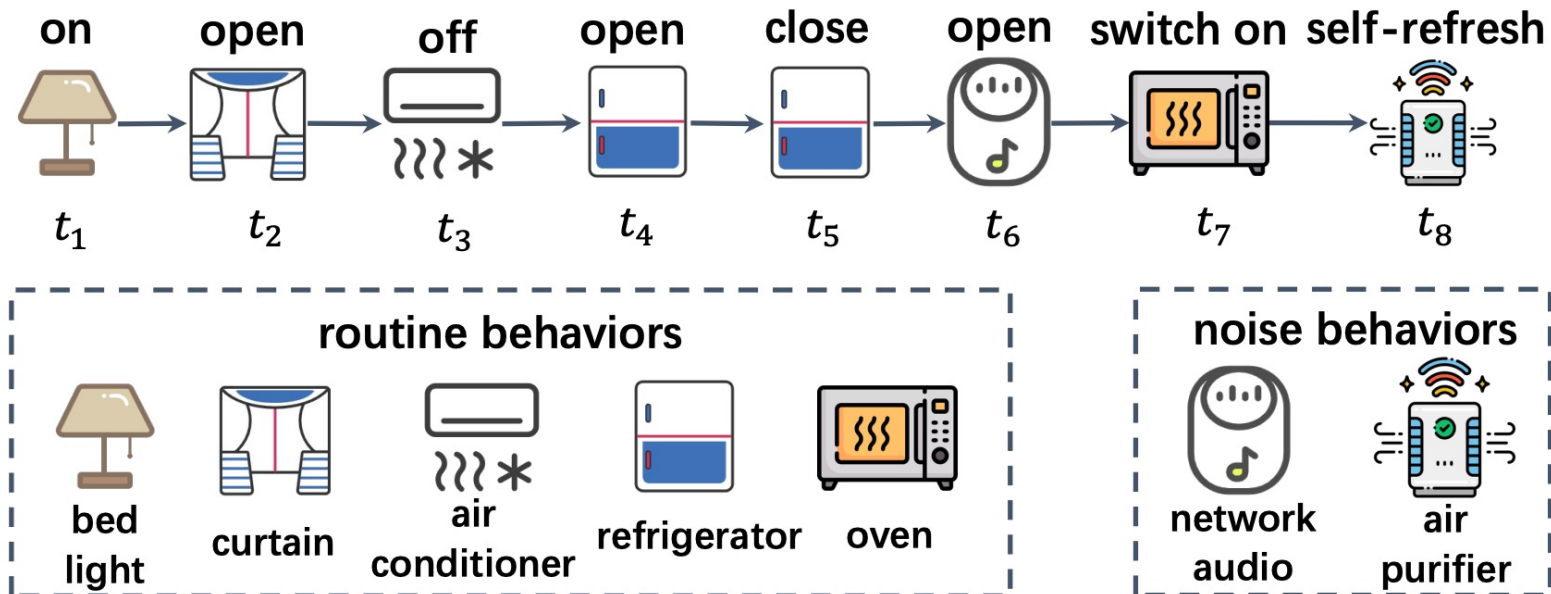 on open off open close open switch on self-refresh
t₁ t₂ t₃ t₄ t₅ t₆ t₇ t₈
routine behaviors
bed light
curtain
air conditioner
refrigerator
oven
noise behaviors
network audio
air purifier